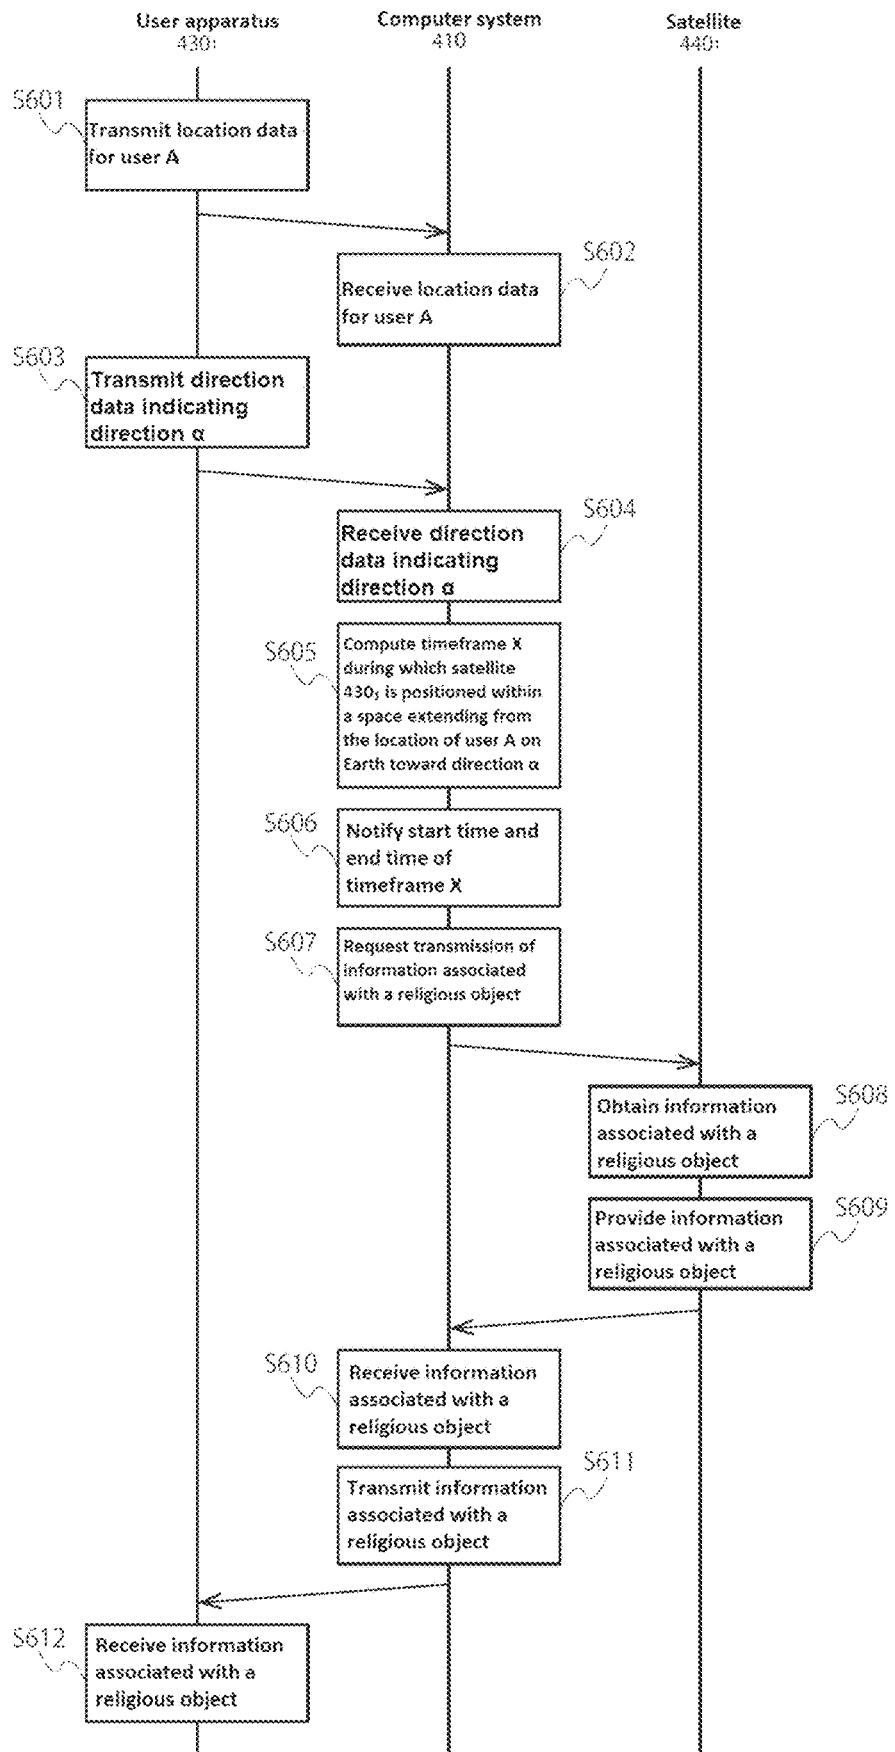 User apparatus
430₁
Computer system
410
Satellite
440₁
S601
Transmit location data
for user A
S602
Receive location data
for user A
S603
Transmit direction
data indicating
direction α
S604
Receive direction
data indicating
direction α
S605
Compute timeframe X
during which satellite
430₁ is positioned within
a space extending from
the location of user A on
Earth toward direction α
S606
Notify start time and
end time of
timeframe X
S607
Request transmission of
information associated
with a religious object
S608
Obtain information
associated with a
religious object
S609
Provide information
associated with a
religious object
S610
Receive information
associated with a
religious object
S611
Transmit information
associated with a
religious object
S612
Receive information
associated with a
religious object